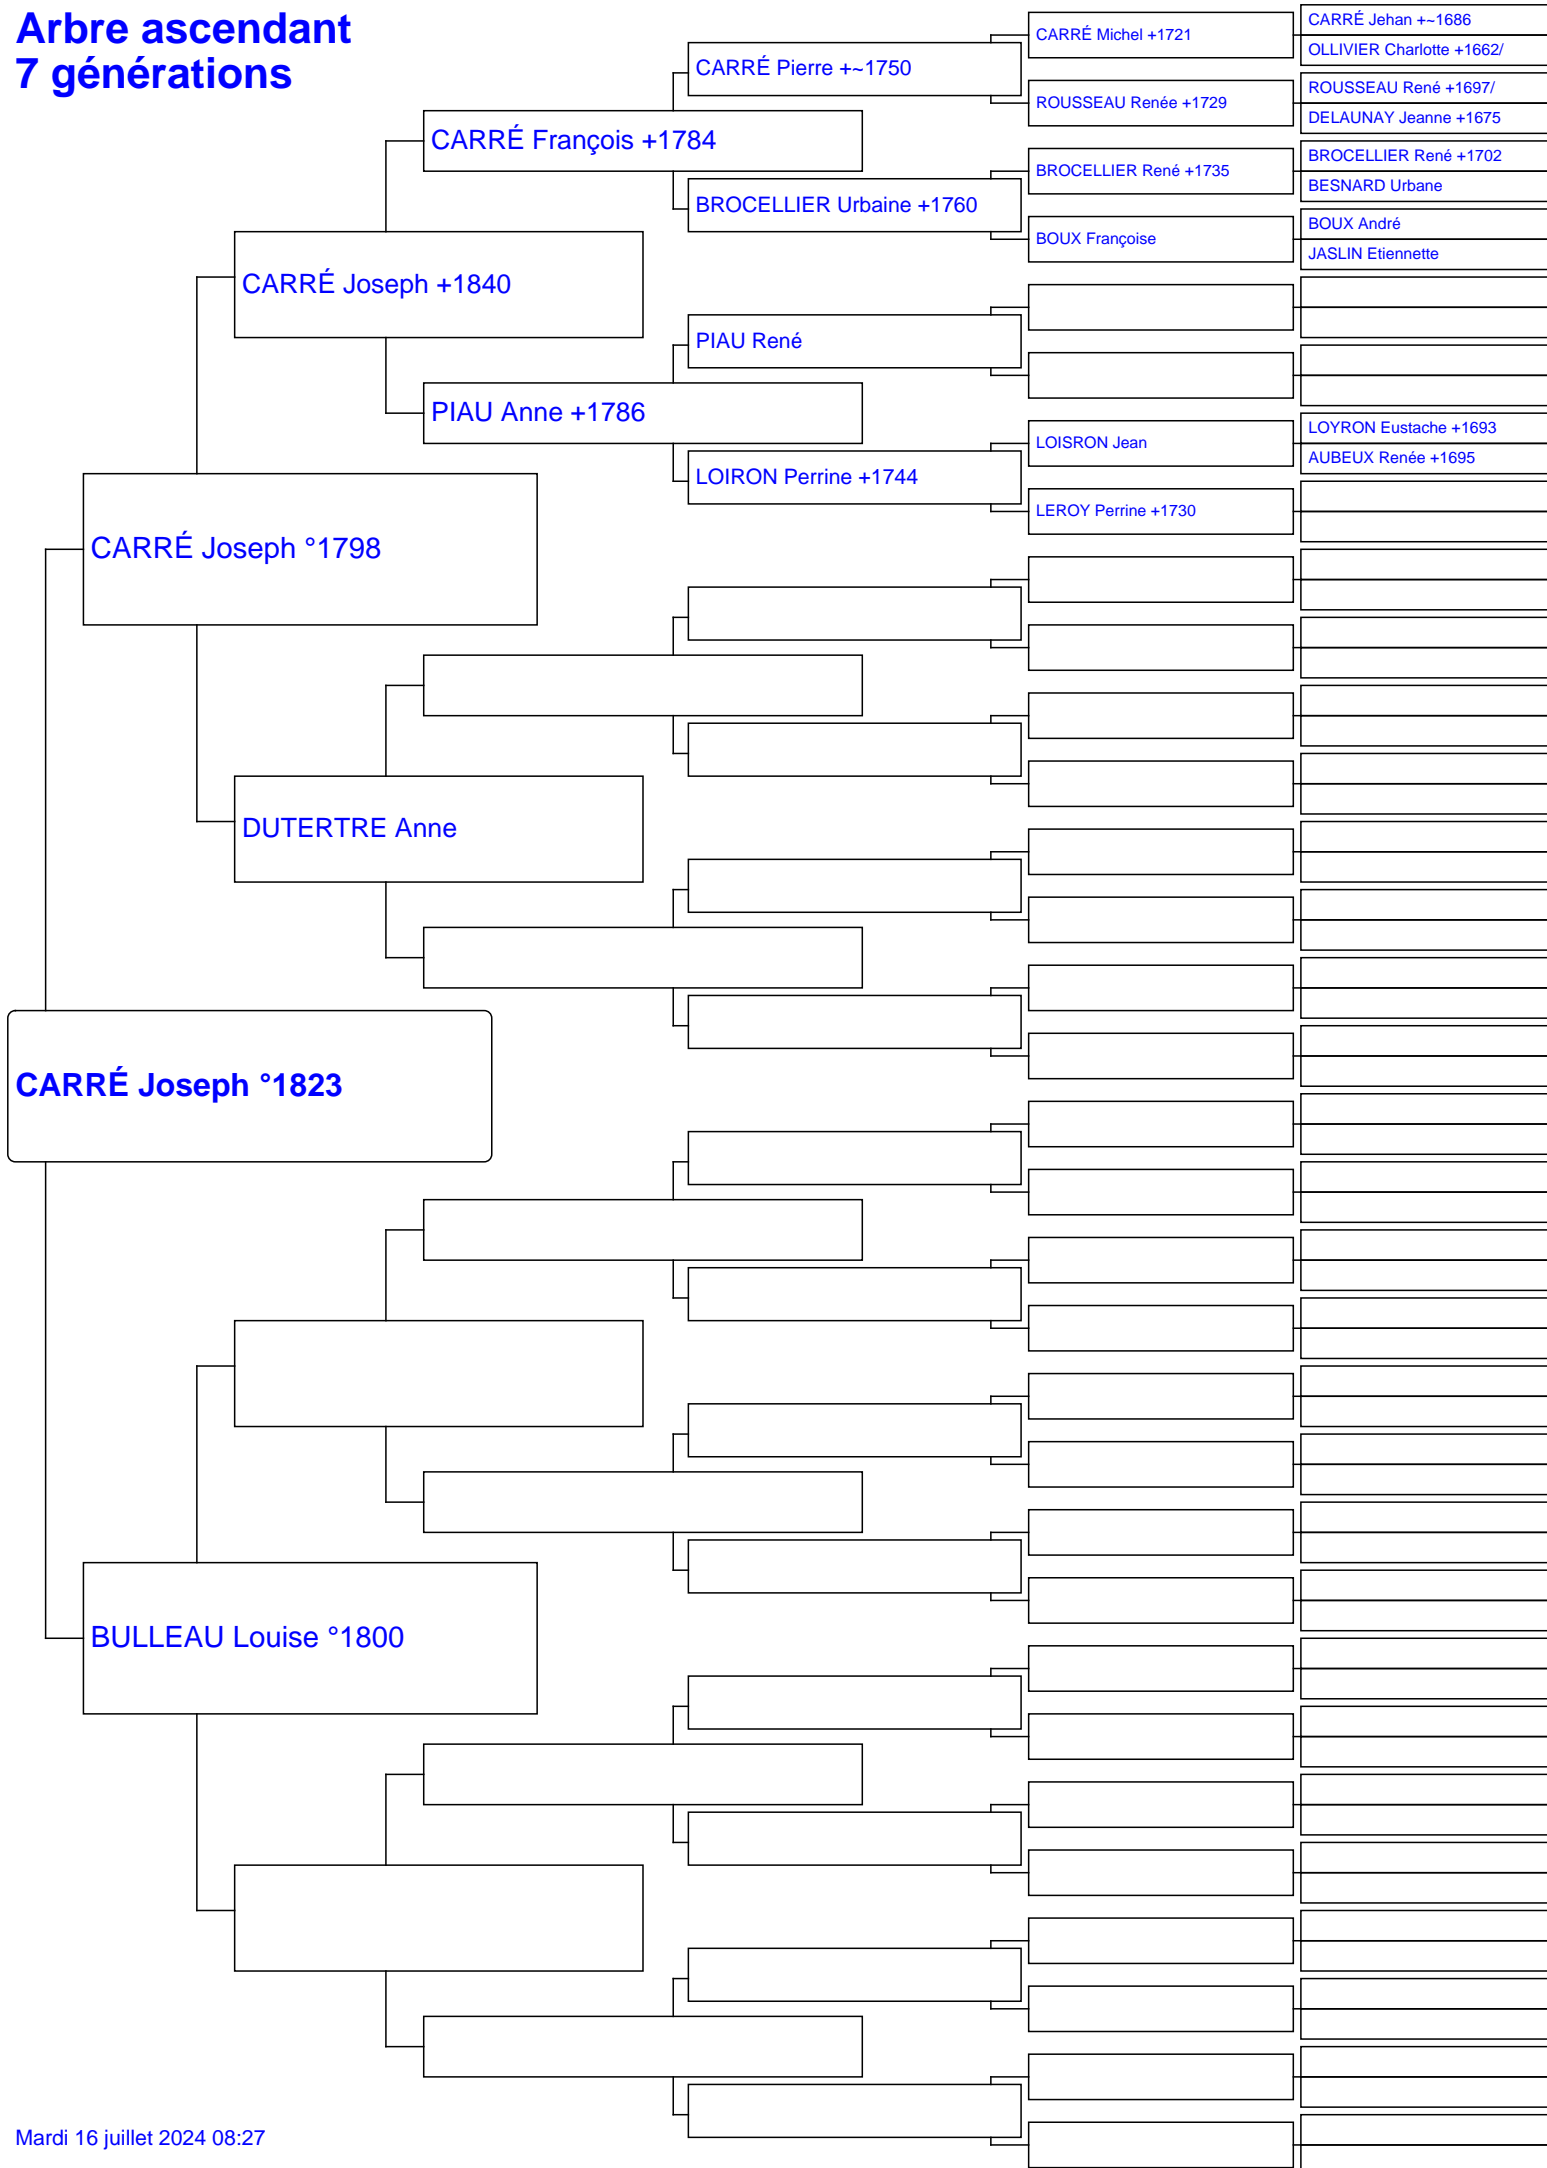 Arbre ascendant
7 générations
CARRÉ Jehan +~1686
CARRÉ Michel +1721
OLLIVIER Charlotte +1662/
CARRÉ Pierre +~1750
ROUSSEAU René +1697/
ROUSSEAU Renée +1729
DELAUNAY Jeanne +1675
CARRÉ François +1784
BROCELLIER René +1702
BROCELLIER René +1735
BESNARD Urbane
BROCELLIER Urbaine +1760
BOUX André
BOUX Françoise
JASLIN Etiennette
CARRÉ Joseph +1840
PIAU René
PIAU Anne +1786
LOYRON Eustache +1693
LOISRON Jean
AUBEUX Renée +1695
LOIRON Perrine +1744
LEROY Perrine +1730
CARRÉ Joseph °1798
DUTERTRE Anne
CARRÉ Joseph °1823
BULLEAU Louise °1800
Mardi 16 juillet 2024 08:27